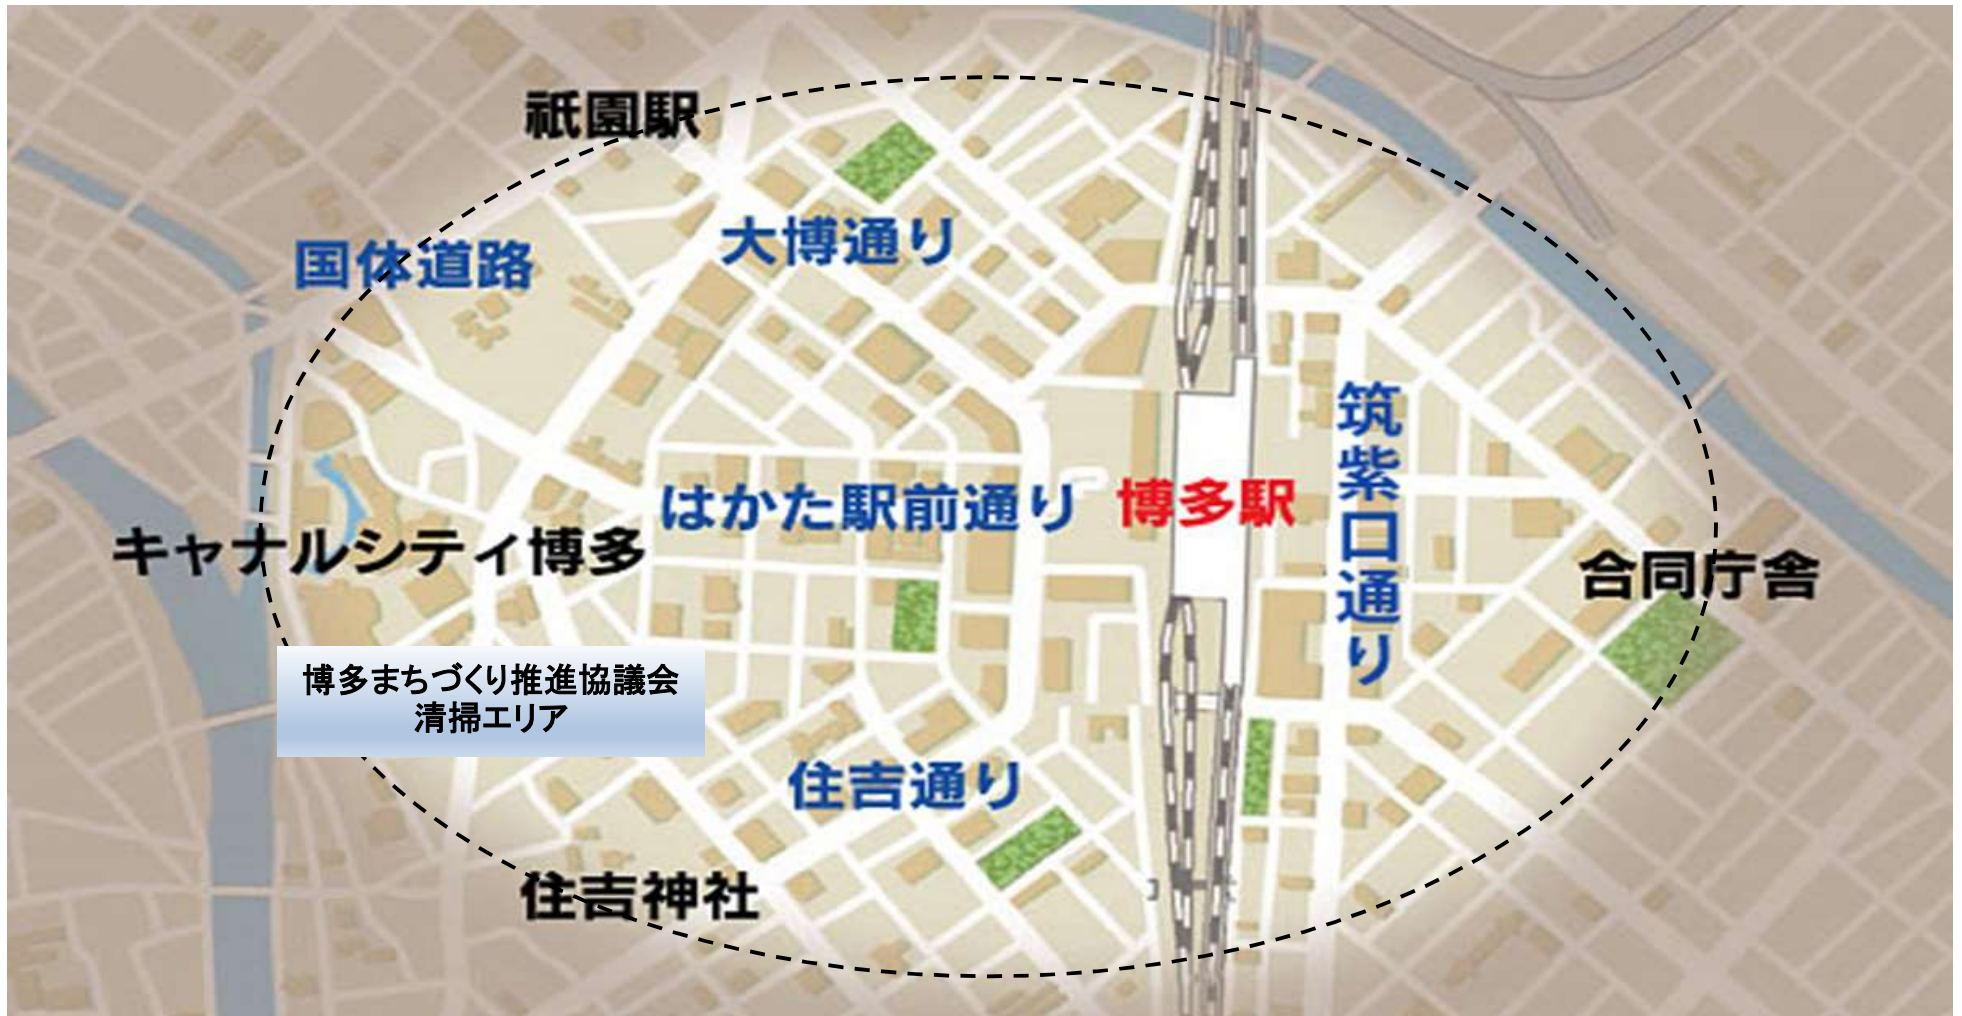 祇園駅
大博通り
国体道路
筑紫口通り
はかた駅前通り
博多駅
キャナルシティ博多
合同庁舎
博多まちづくり推進協議会
清掃エリア
住吉通り
住吉神社